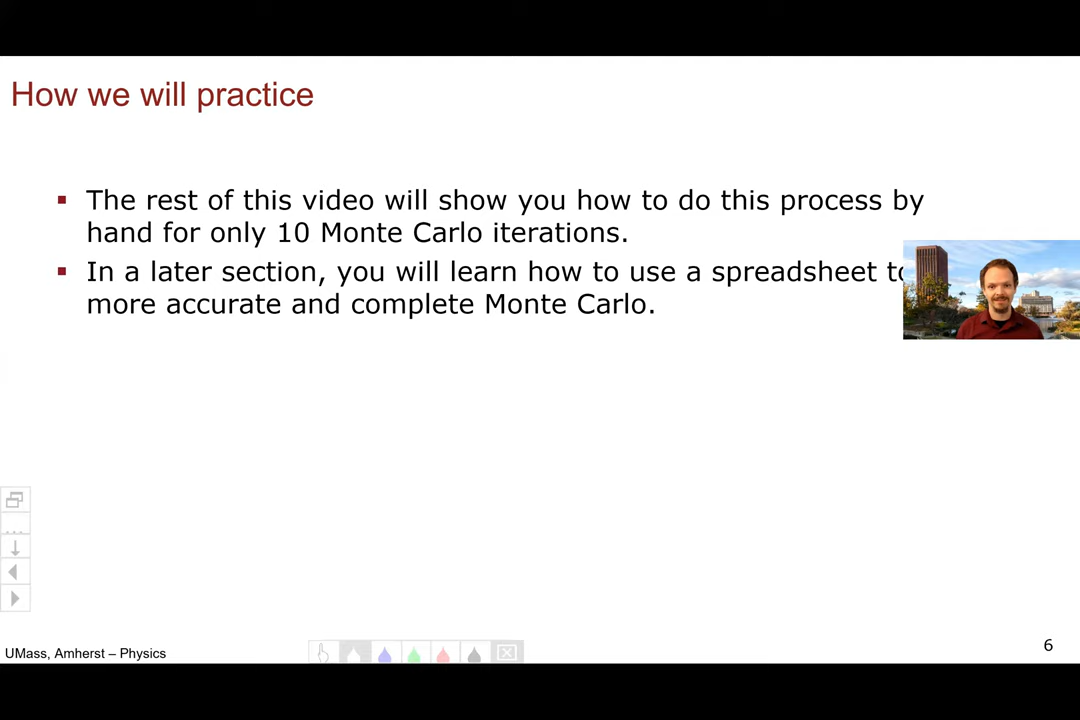 How we will practice
The rest of this video will show you how to do this process by
hand for only 10 Monte Carlo iterations.
In a later section, you will learn how to use a spreadsheet
more accurate and complete Monte Carlo.
...
UMass, Amherst – Physics
6